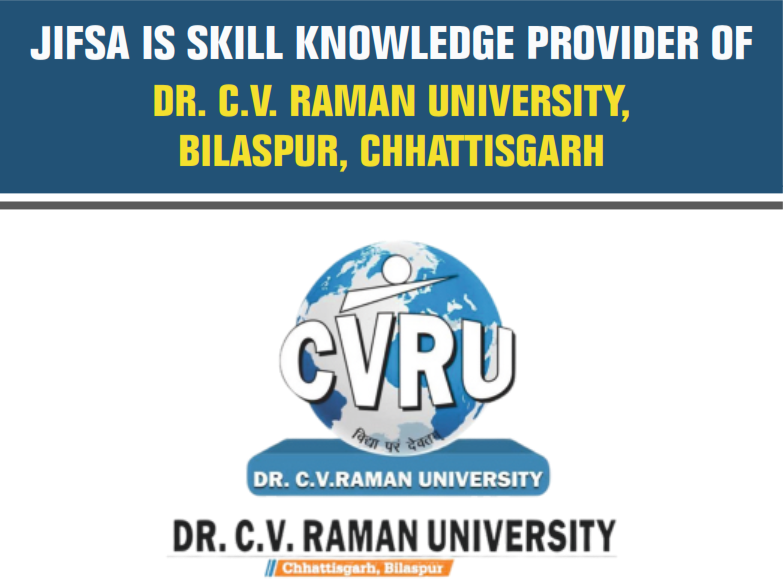 JIFSA IS SKILL KNOWLEDGE PROVIDER OF
DR. C.V. RAMAN UNIVERSITY,
BILASPUR, CHHATTISGARH
CVRU
विद्या परं देवतम्
DR. C.V.RAMAN UNIVERSITY
DR. C.V. RAMAN UNIVERSITY
Chhattisgarh, Bilaspur